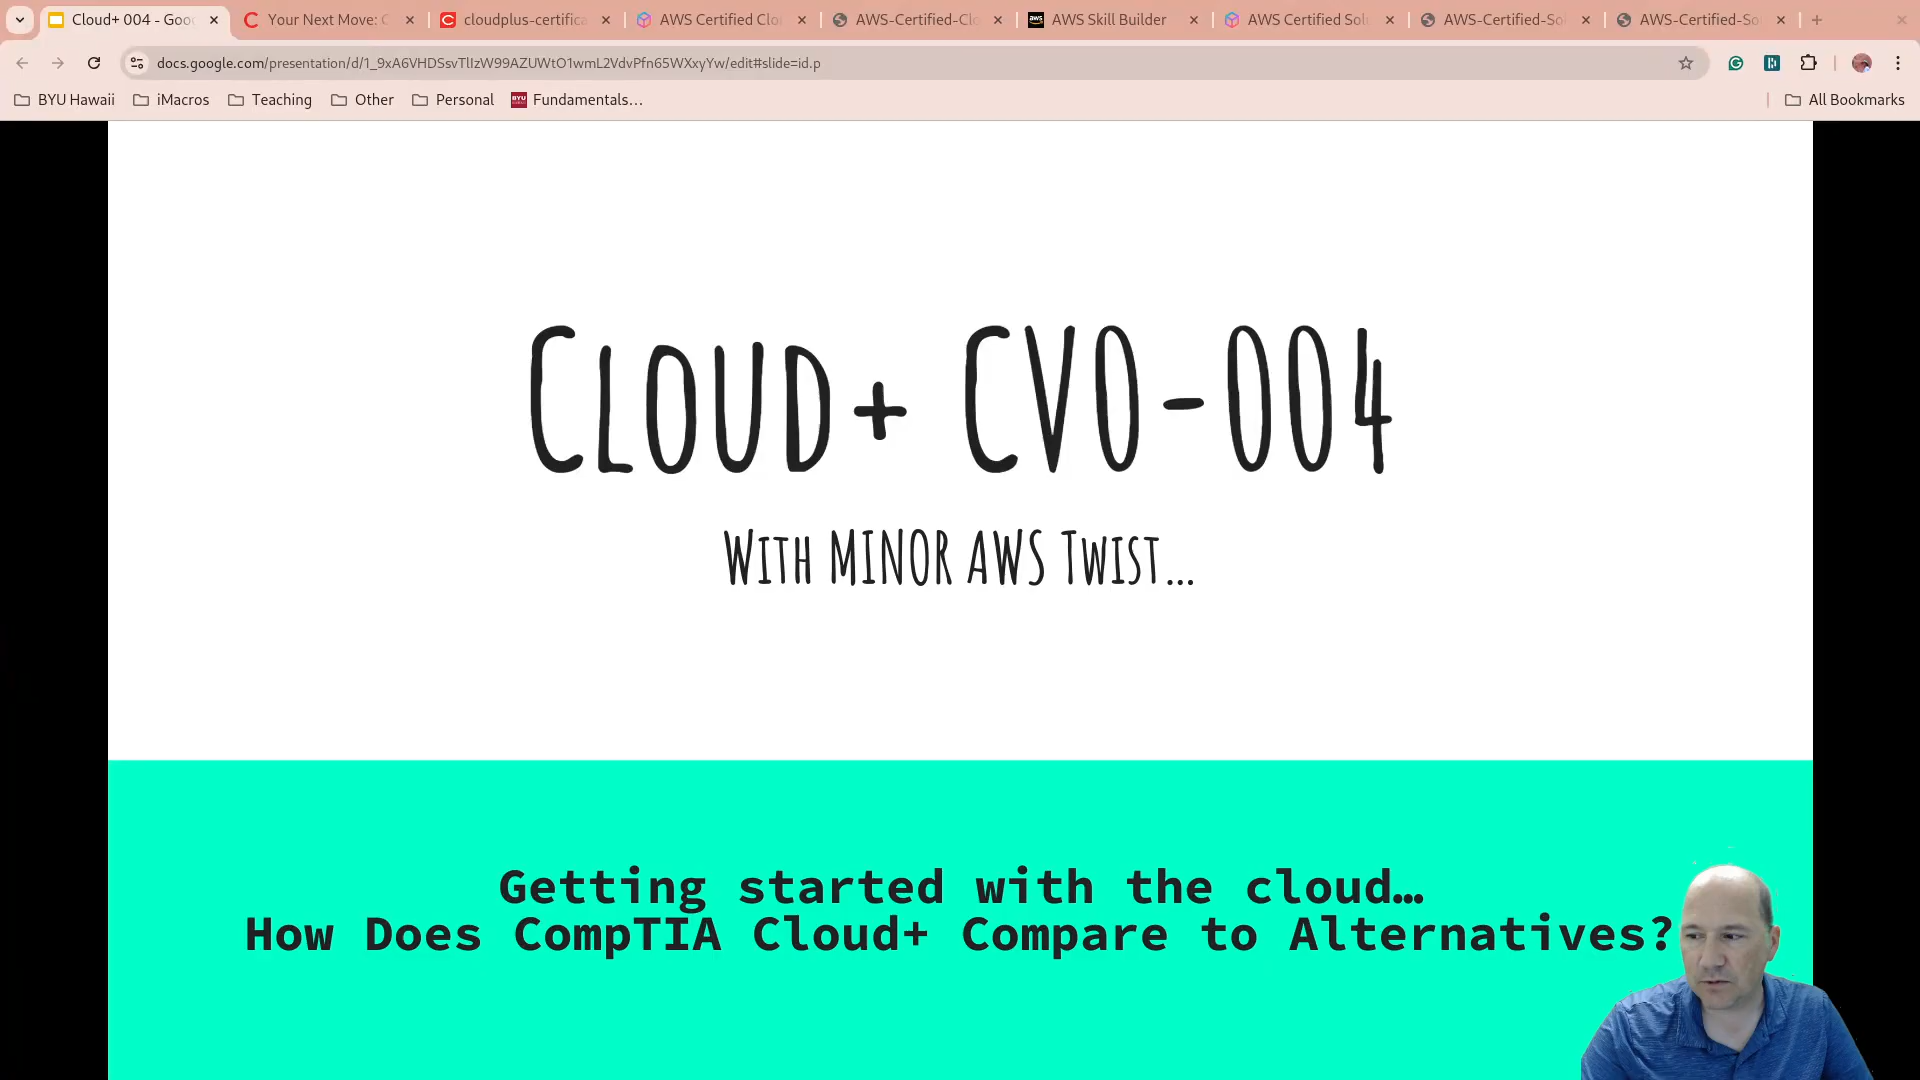 Cloud+ 004 - Goo
Your Next Move: C
cloudplus-certifica
AWS Certified Clo
AWS-Certified-Clo
AWS Skill Builder
AWS Certified Solu
AWS-Certified-Sol
AWS-Certified-So
docs.google.com/presentation/d/1_9xA6VHDSsvTlIzW99AZUWtO1wmL2VdvPfn65WXxyYw/edit#slide=id.p
BYU Hawaii
iMacros
Teaching
Other
Personal
Fundamentals…
All Bookmarks
Cloud+ CV0-004
With MINOR AWS Twist…
Getting started with the cloud…
How Does CompTIA Cloud+ Compare to Alternatives?